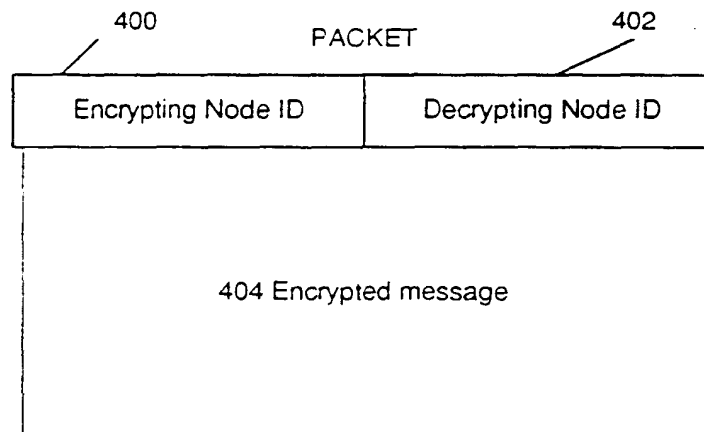 400 PACKET 402
Encrypting Node ID Decrypting Node ID
404 Encrypted message